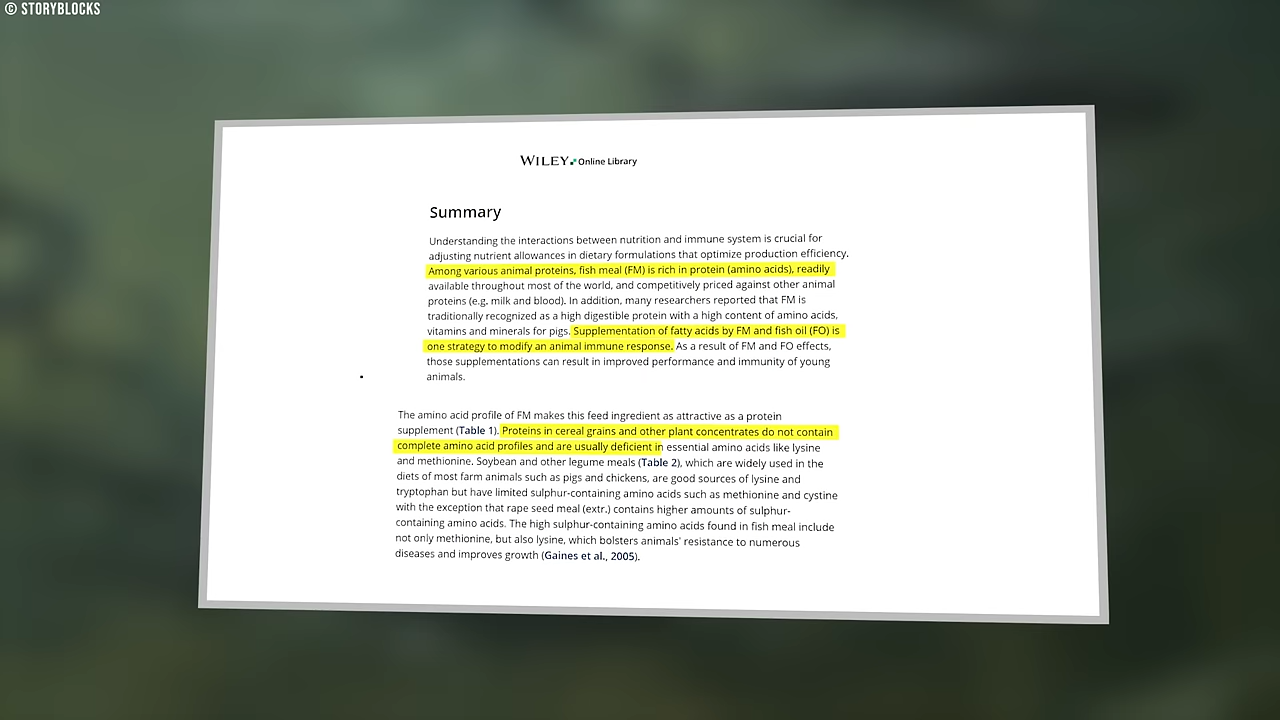 © STORYBLOCKS
WILEY Online Library
Summary
Understanding the interactions between nutrition and immune system is crucial for
adjusting nutrient allowances in dietary formulations that optimize production efficiency.
Among various animal proteins, fish meal (FM) is rich in protein (amino acids), readily
available throughout most of the world, and competitively priced against other animal
proteins (e.g. milk and blood). In addition, many researchers reported that FM is
traditionally recognized as a high digestible protein with a high content of amino acids,
vitamins and minerals for pigs. Supplementation of fatty acids by FM and fish oil (FO) is
one strategy to modify an animal immune response. As a result of FM and FO effects,
those supplementations can result in improved performance and immunity of young
animals.
The amino acid profile of FM makes this feed ingredient as attractive as a protein
supplement (Table 1). Proteins in cereal grains and other plant concentrates do not contain
complete amino acid profiles and are usually deficient in essential amino acids like lysine
and methionine. Soybean and other legume meals (Table 2), which are widely used in the
diets of most farm animals such as pigs and chickens, are good sources of lysine and
tryptophan but have limited sulphur-containing amino acids such as methionine and cystine
with the exception that rape seed meal (extr.) contains higher amounts of sulphur-
containing amino acids. The high sulphur-containing amino acids found in fish meal include
not only methionine, but also lysine, which bolsters animals' resistance to numerous
diseases and improves growth (Gaines et al., 2005).